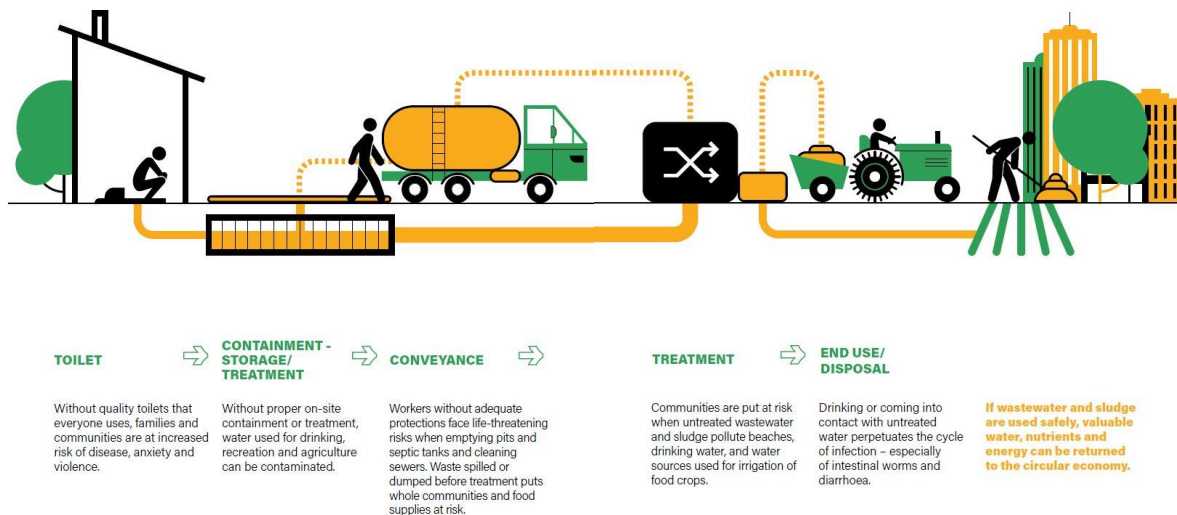 TOILET
Without quality toilets that
everyone uses, families and
communities are at increased
risk of disease, anxiety and
violence.
CONTAINMENT -
STORAGE/
TREATMENT
Without proper on-site
containment or treatment,
water used for drinking,
recreation and agriculture
can be contaminated.
CONVEYANCE
Workers without adequate
protections face life-threatening
risks when emptying pits and
septic tanks and cleaning
sewers. Waste spilled or
dumped before treatment puts
whole communities and food
supplies at risk.
TREATMENT
Communities are put at risk
when untreated wastewater
and sludge pollute beaches,
drinking water, and water
sources used for irrigation of
food crops.
END USE/
DISPOSAL
Drinking or coming into
contact with untreated
water perpetuates the cycle
of infection – especially
of intestinal worms and
diarrhoea.
If wastewater and sludge
are used safely, valuable
water, nutrients and
energy can be returned
to the circular economy.